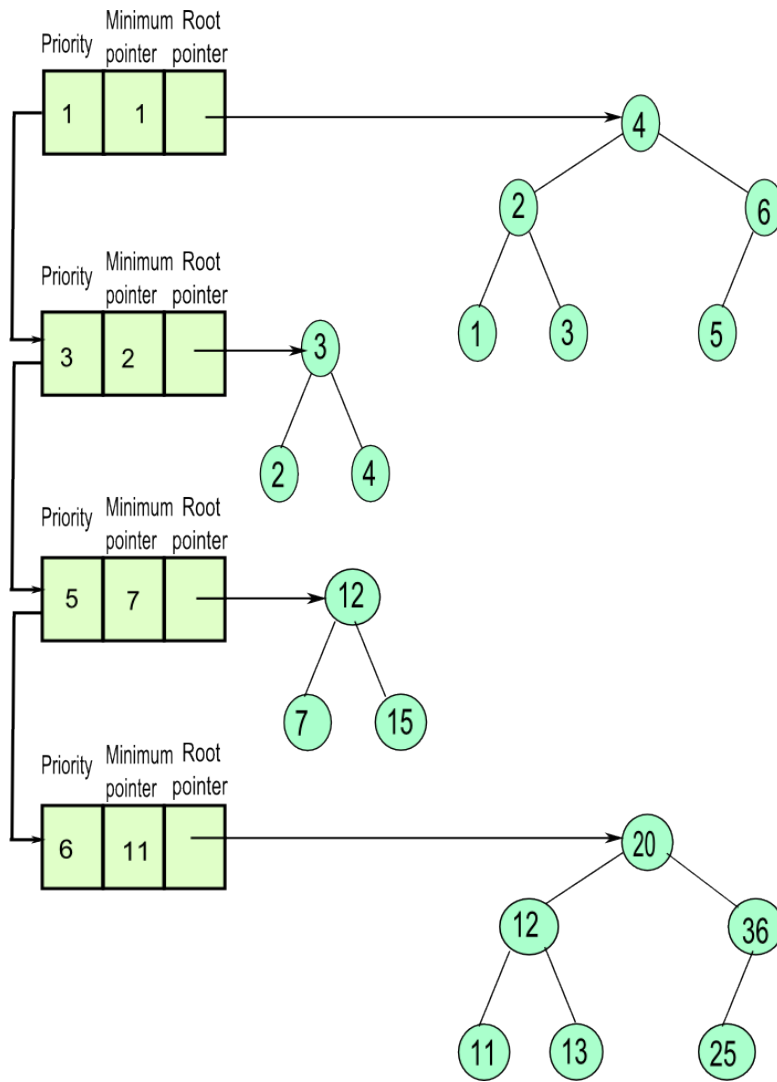 Priority Minimum pointer Root pointer
1 1
4
2 6
1 3 5
Priority Minimum pointer Root pointer
3 2
3
2 4
Priority Minimum pointer Root pointer
5 7
12
7 15
Priority Minimum pointer Root pointer
6 11
20
12 36
11 13 25